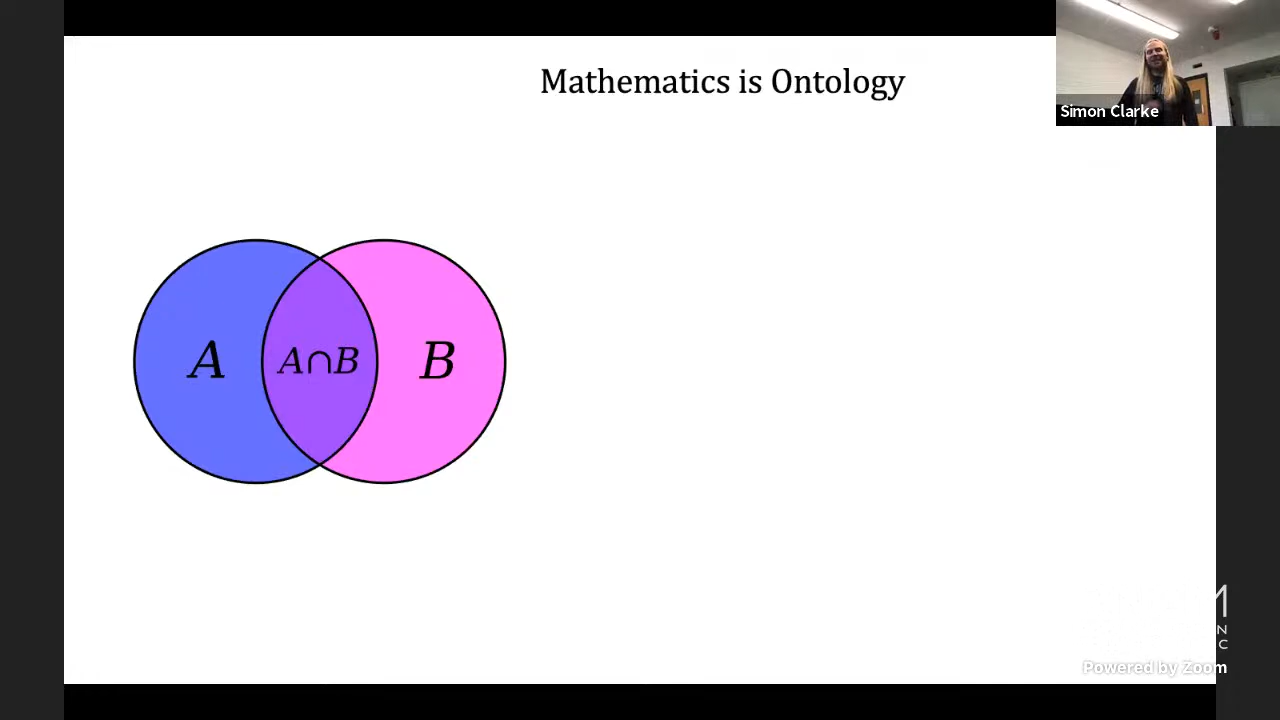 Mathematics is Ontology
Simon Clarke
A
A∩B
B
N
C
Powered by Zoom